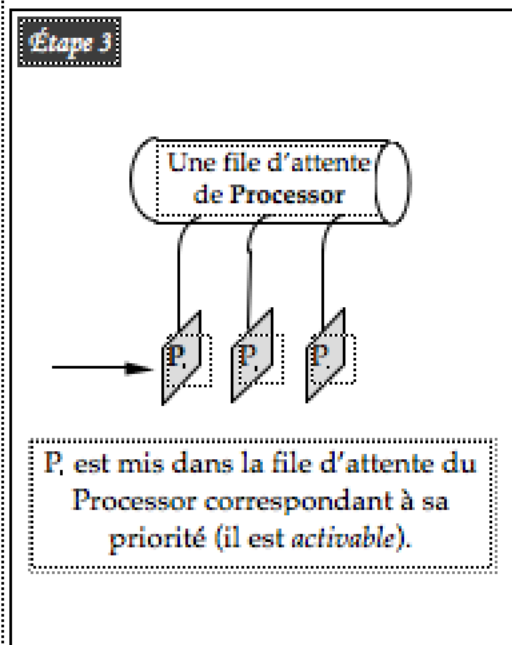 Étape 3
Une file d'attente
de Processor
P, P, P,
P, est mis dans la file d'attente du
Processor correspondant à sa
priorité (il est activable).